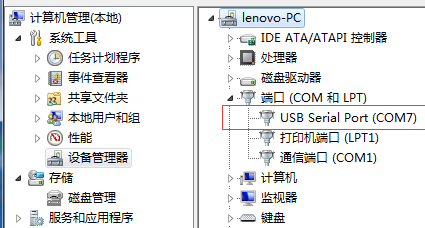 计算机管理(本地)
系统工具
任务计划程序
事件查看器
共享文件夹
本地用户和组
性能
设备管理器
存储
磁盘管理
服务和应用程序
lenovo-PC
IDE ATA/ATAPI 控制器
处理器
磁盘驱动器
端口 (COM 和 LPT)
USB Serial Port (COM7)
打印机端口 (LPT1)
通信端口 (COM1)
计算机
监视器
键盘